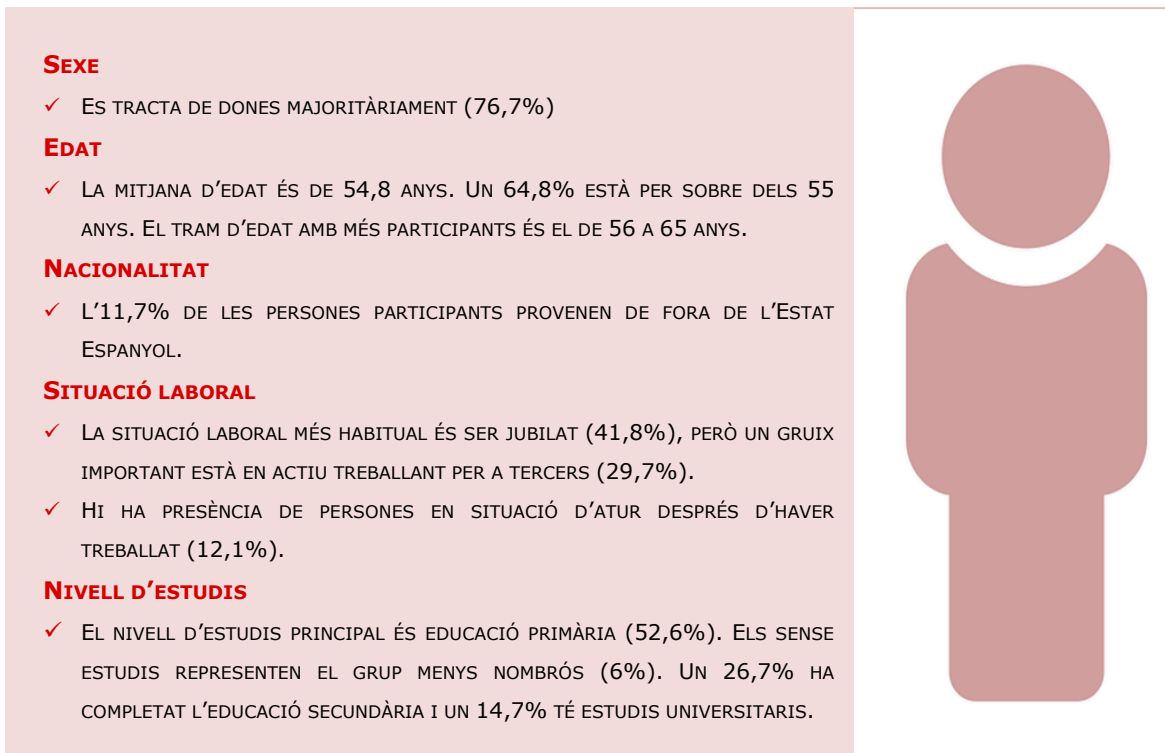 SEXE
✓ ES TRACTA DE DONES MAJORITÀRIAMENT (76,7%)
EDAT
✓ LA MITJANA D'EDAT ÉS DE 54,8 ANYS. UN 64,8% ESTÀ PER SOBRE DELS 55
ANYS. EL TRAM D'EDAT AMB MÉS PARTICIPANTS ÉS EL DE 56 A 65 ANYS.
NACIONALITAT
✓ L'11,7% DE LES PERSONES PARTICIPANTS PROVENEN DE FORA DE L'ESTAT
ESPANYOL.
SITUACIÓ LABORAL
✓ LA SITUACIÓ LABORAL MÉS HABITUAL ÉS SER JUBILAT (41,8%), PERÒ UN GRUIX
IMPORTANT ESTÀ EN ACTIU TREBALLANT PER A TERCERS (29,7%).
✓ HI HA PRESÈNCIA DE PERSONES EN SITUACIÓ D'ATUR DESPRÉS D'HAVER
TREBALLAT (12,1%).
NIVELL D'ESTUDIS
✓ EL NIVELL D'ESTUDIS PRINCIPAL ÉS EDUCACIÓ PRIMÀRIA (52,6%). ELS SENSE
ESTUDIS REPRESENTEN EL GRUP MENYS NOMBRÓS (6%). UN 26,7% HA
COMPLETAT L'EDUCACIÓ SECUNDÀRIA I UN 14,7% TÉ ESTUDIS UNIVERSITARIS.